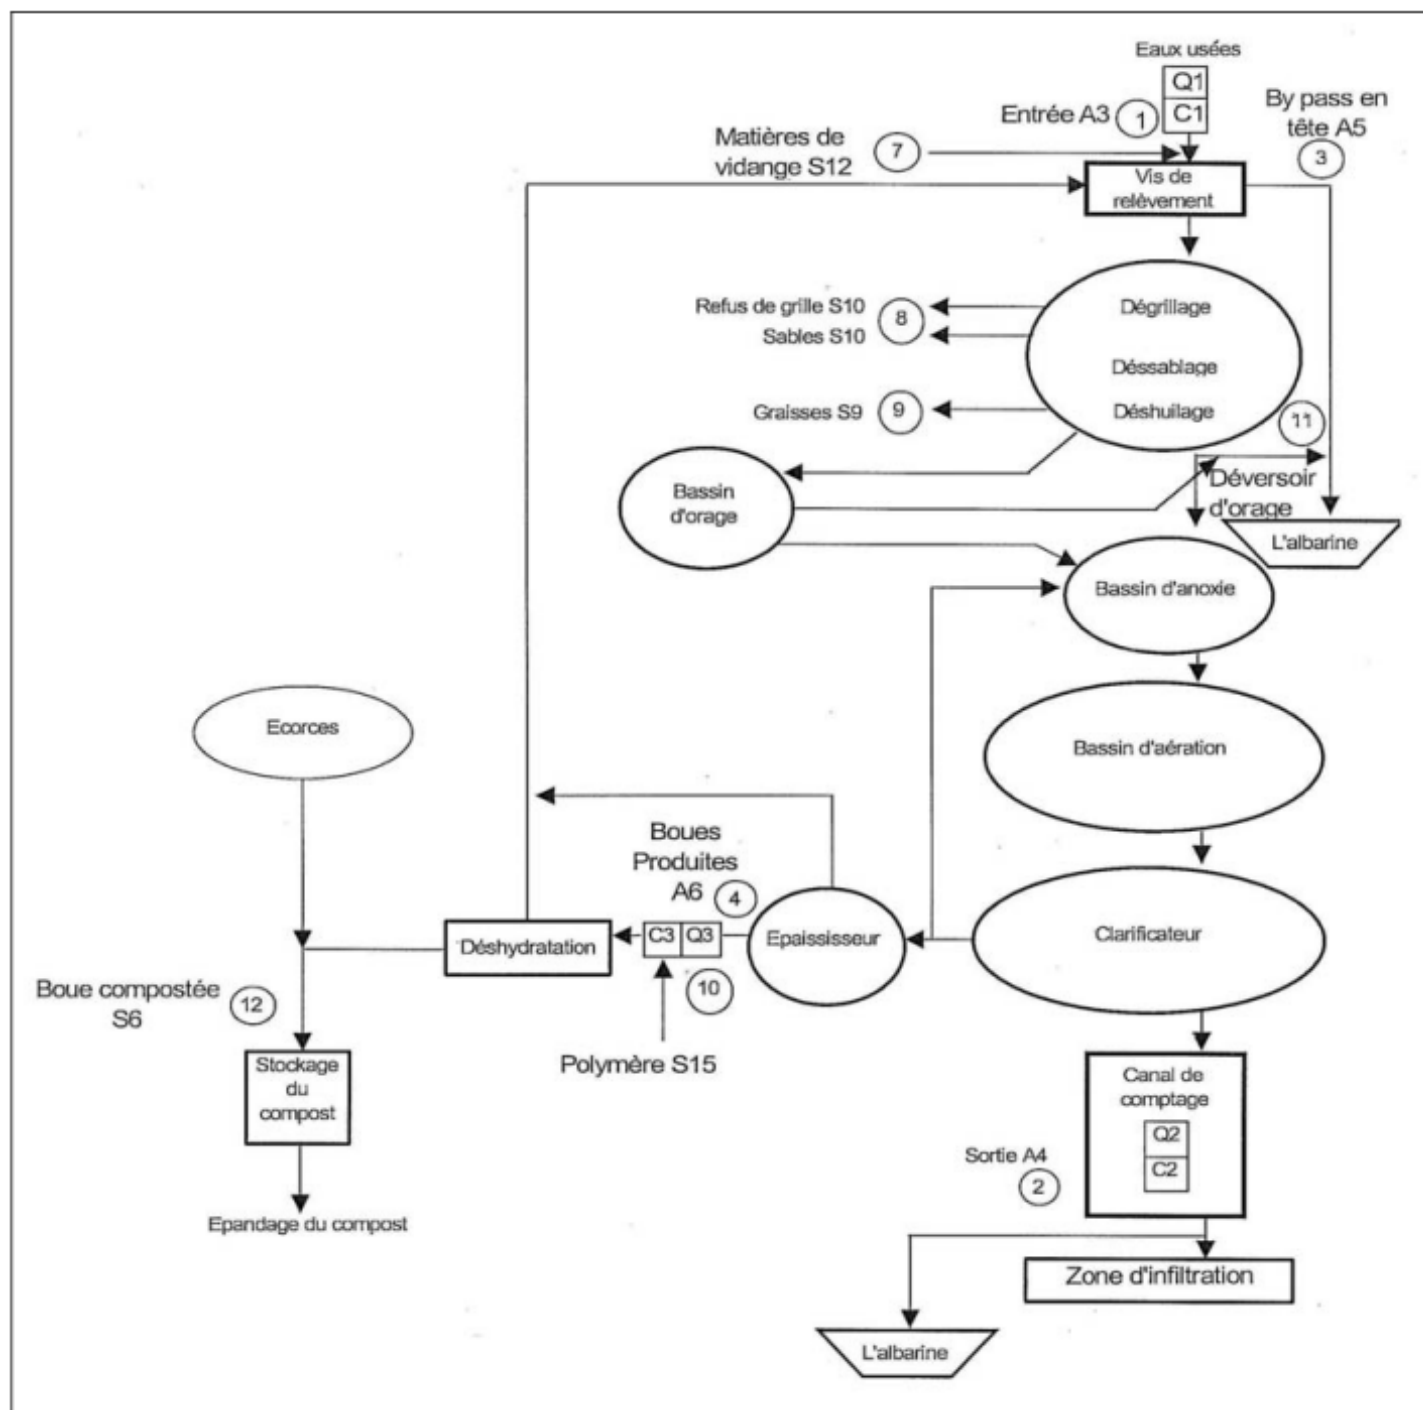 Eaux usées
Q1
C1
Entrée A3
1
By pass en
tête A5
3
Matières de
vidange S12
7
Vis de
relèvement
Refus de grille S10
8
Sables S10
Dégrillage
Déssablage
Déshuilage
Graisses S9
9
11
Bassin
d'orage
Déversoir
d'orage
L'albarine
Bassin d'anoxie
Ecorces
Bassin d'aération
Boues
Produites
A6
4
C3
Q3
Epaississeur
Clarificateur
Déshydratation
10
Boue compostée
S6
12
Polymère S15
Stockage
du
compost
Canal de
comptage
Q2
C2
Sortie A4
2
Epandage du compost
Zone d'infiltration
L'albarine